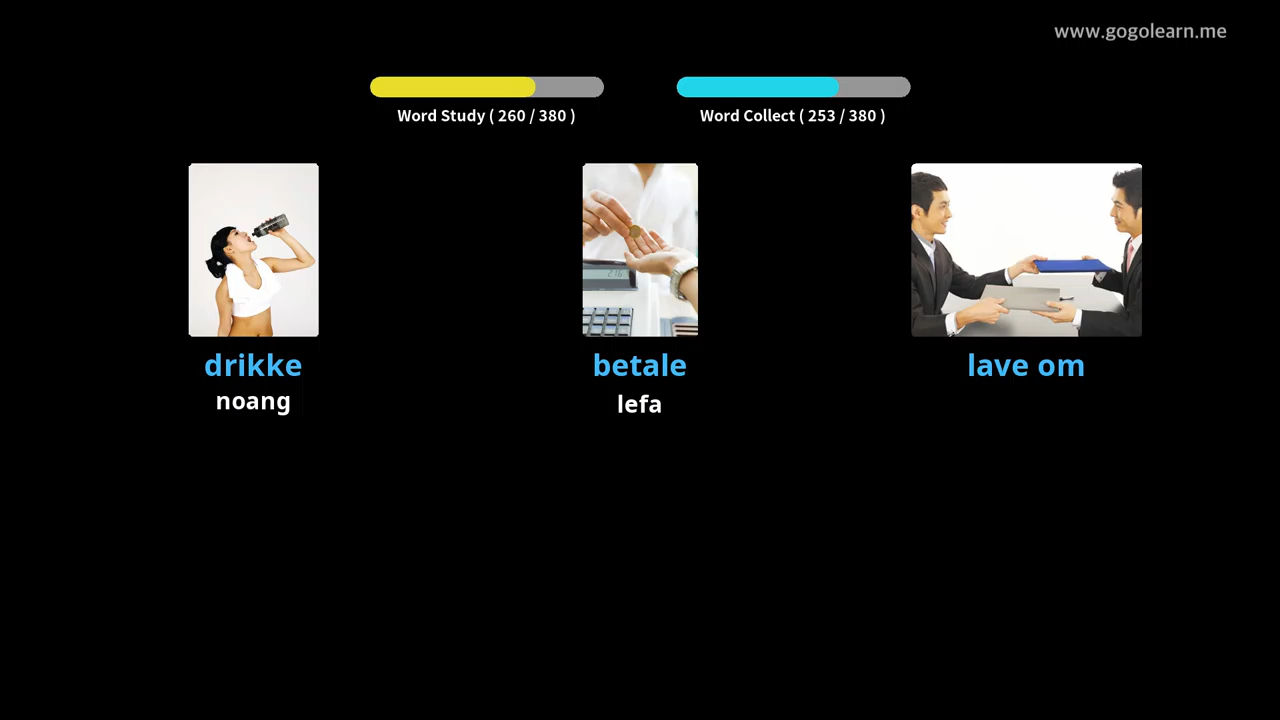 www.gogolearn.me
Word Study ( 260 / 380 )
Word Collect ( 253 / 380 )
drikke
noang
betale
lefa
lave om